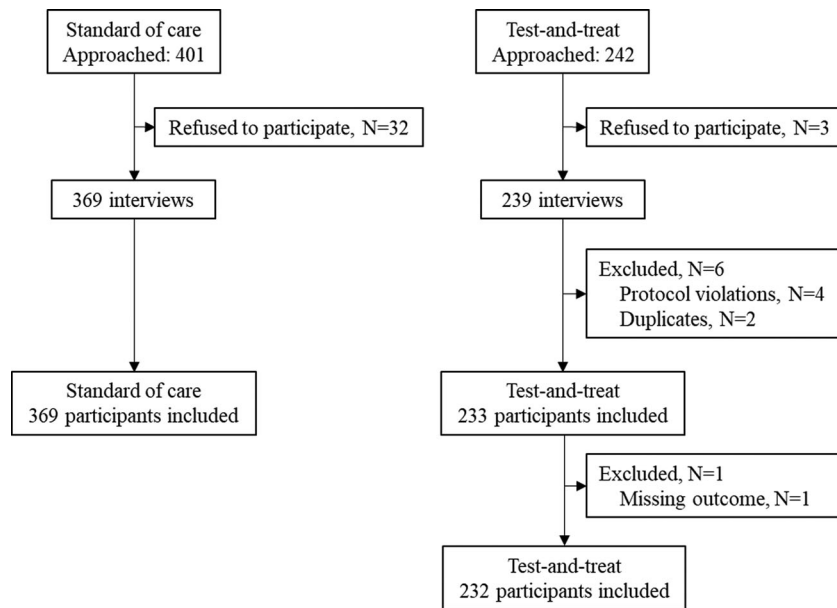 Standard of care
Approached: 401
Refused to participate, N=32
369 interviews
Standard of care
369 participants included
Test-and-treat
Approached: 242
Refused to participate, N=3
239 interviews
Excluded, N=6
Protocol violations, N=4
Duplicates, N=2
Test-and-treat
233 participants included
Excluded, N=1
Missing outcome, N=1
Test-and-treat
232 participants included